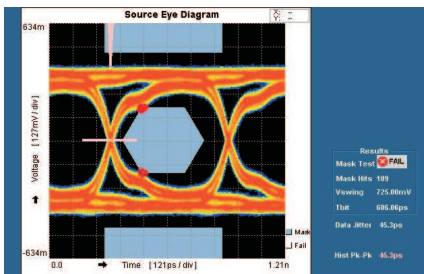 Source Eye Diagram
X: --
Y: --
634m
Voltage [127mV / div]
-634m
0.0
Time [121ps / div]
1.21n
Mask
Fail
Results
Mask Test FAIL
Mask Hits 109
Vswing 725.00mV
Tbit 606.06ps
Data Jitter 45.3ps
Hist Pk-Pk 45.3ps